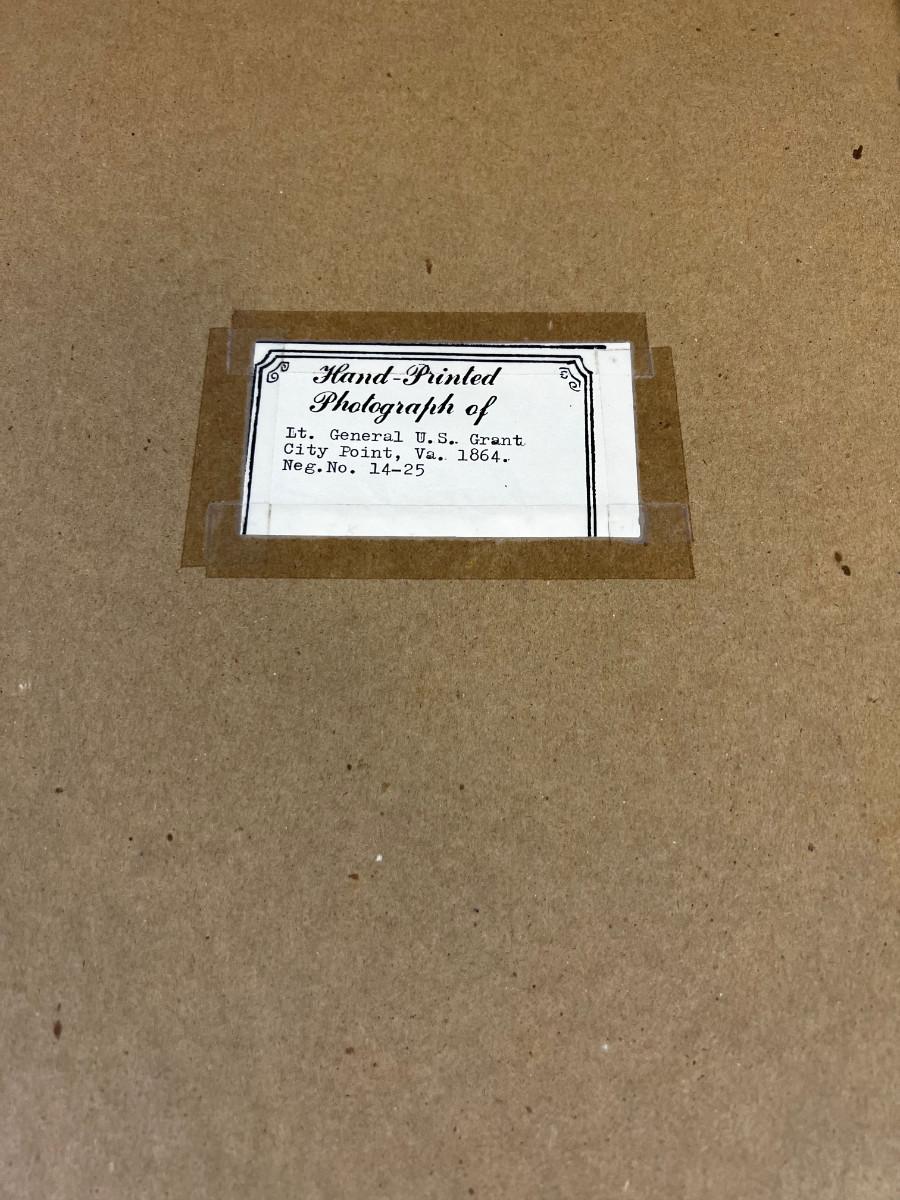 Hand-Printed
Photograph of
Lt. General U.S. Grant
City Point, Va. 1864.
Neg.No. 14-25